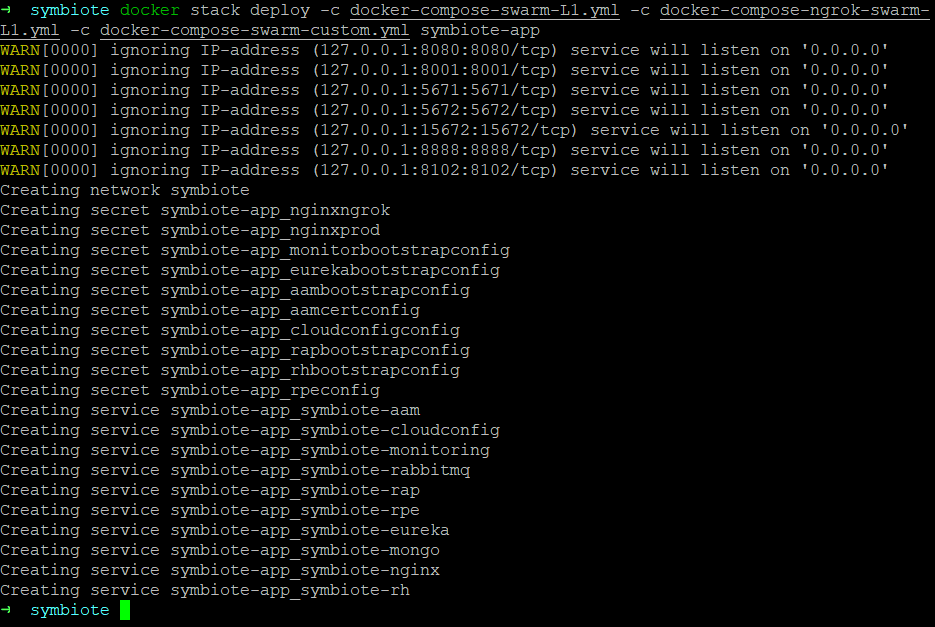 → symbiote docker stack deploy -c docker-compose-swarm-L1.yml -c docker-compose-ngrok-swarm-
L1.yml -c docker-compose-swarm-custom.yml symbiote-app
WARN[0000] ignoring IP-address (127.0.0.1:8080:8080/tcp) service will listen on '0.0.0.0'
WARN[0000] ignoring IP-address (127.0.0.1:8001:8001/tcp) service will listen on '0.0.0.0'
WARN[0000] ignoring IP-address (127.0.0.1:5671:5671/tcp) service will listen on '0.0.0.0'
WARN[0000] ignoring IP-address (127.0.0.1:5672:5672/tcp) service will listen on '0.0.0.0'
WARN[0000] ignoring IP-address (127.0.0.1:15672:15672/tcp) service will listen on '0.0.0.0'
WARN[0000] ignoring IP-address (127.0.0.1:8888:8888/tcp) service will listen on '0.0.0.0'
WARN[0000] ignoring IP-address (127.0.0.1:8102:8102/tcp) service will listen on '0.0.0.0'
Creating network symbiote
Creating secret symbiote-app_nginxngrok
Creating secret symbiote-app_nginxprod
Creating secret symbiote-app_monitorbootstrapconfig
Creating secret symbiote-app_eurekabootstrapconfig
Creating secret symbiote-app_aambootstrapconfig
Creating secret symbiote-app_aamcertconfig
Creating secret symbiote-app_cloudconfigconfig
Creating secret symbiote-app_rapbootstrapconfig
Creating secret symbiote-app_rhbootstrapconfig
Creating secret symbiote-app_rpeconfig
Creating service symbiote-app_symbiote-aam
Creating service symbiote-app_symbiote-cloudconfig
Creating service symbiote-app_symbiote-monitoring
Creating service symbiote-app_symbiote-rabbitmq
Creating service symbiote-app_symbiote-rap
Creating service symbiote-app_symbiote-rpe
Creating service symbiote-app_symbiote-eureka
Creating service symbiote-app_symbiote-mongo
Creating service symbiote-app_symbiote-nginx
Creating service symbiote-app_symbiote-rh
→ symbiote